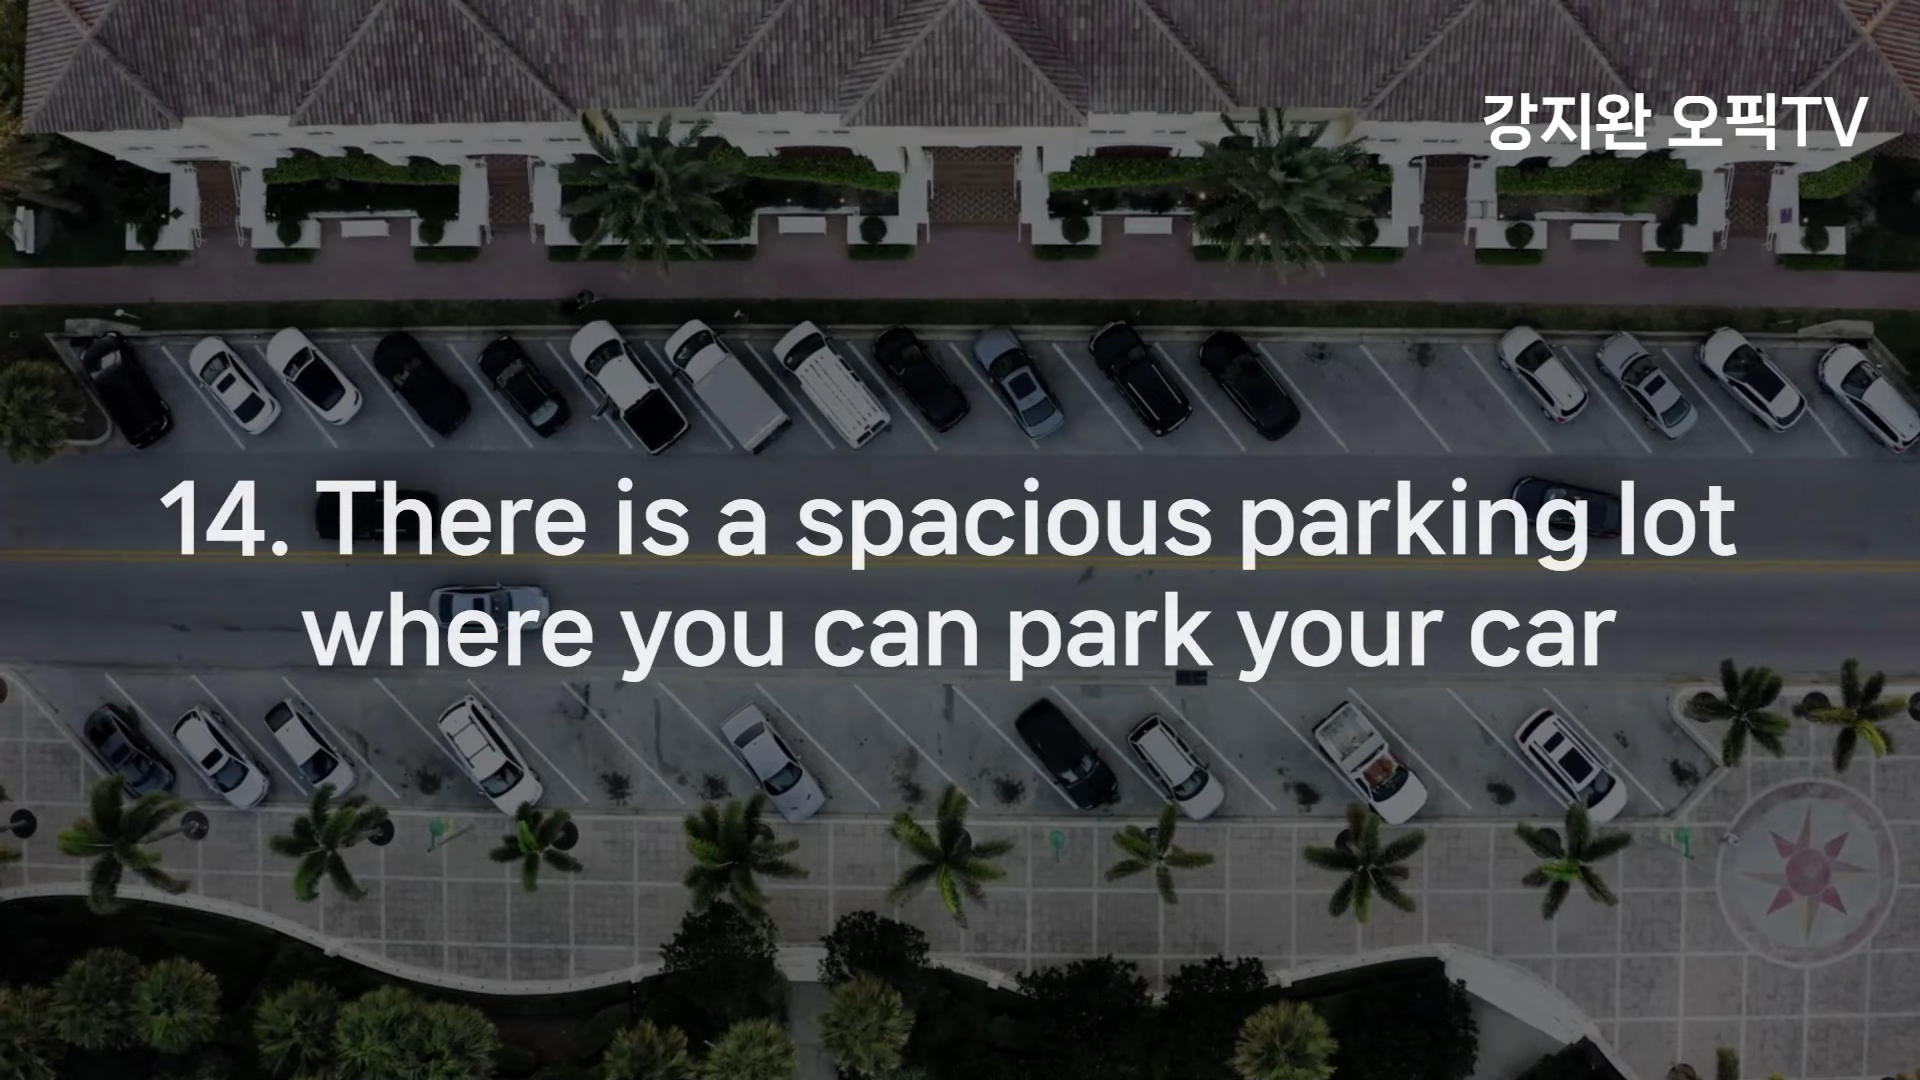 강지완 오픽TV
14. There is a spacious parking lot
where you can park your car